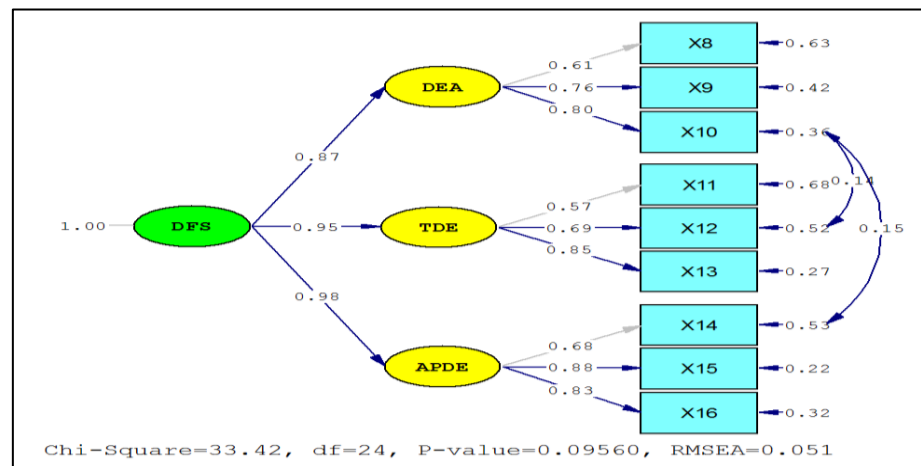 X8
0.63
0.61
DEA
0.76
X9
0.42
0.80
X10
0.36
0.87
X11
0.68
0.14
0.57
1.00
DFS
0.95
TDE
0.69
X12
0.52
0.15
0.85
X13
0.27
0.98
X14
0.53
0.68
APDE
0.88
X15
0.22
0.83
X16
0.32
Chi-Square=33.42, df=24, P-value=0.09560, RMSEA=0.051